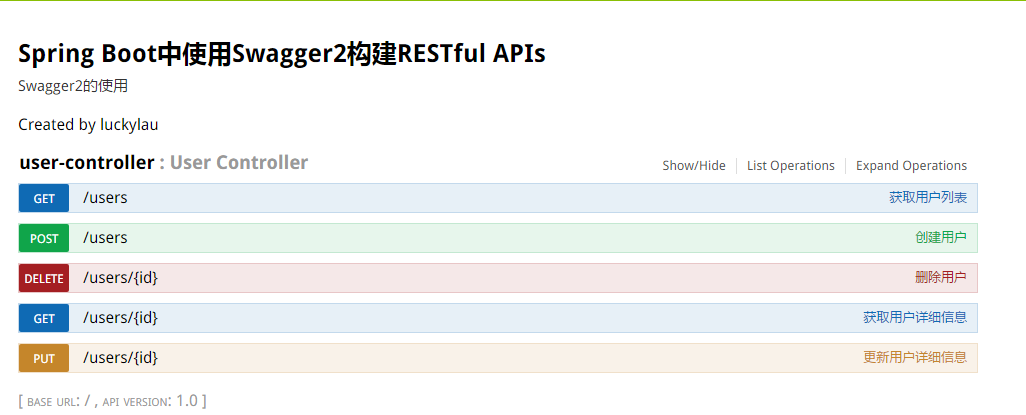 Spring Boot中使用Swagger2构建RESTful APIs
Swagger2的使用
Created by luckylau
user-controller : User Controller Show/Hide List Operations Expand Operations
GET /users 获取用户列表
POST /users 创建用户
DELETE /users/{id} 删除用户
GET /users/{id} 获取用户详细信息
PUT /users/{id} 更新用户详细信息
[ BASE URL: / , API VERSION: 1.0 ]